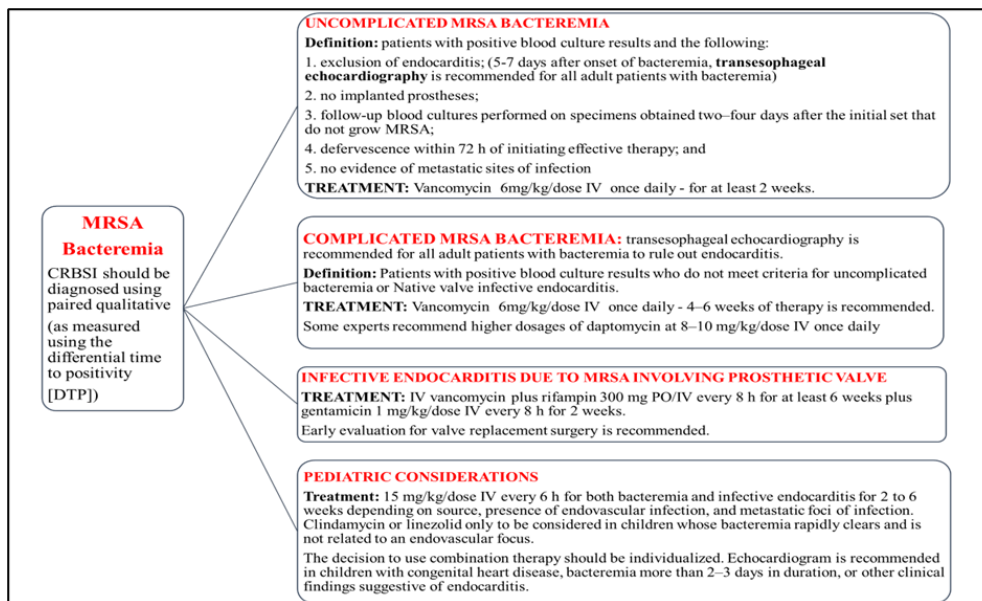 UNCOMPLICATED MRSA BACTEREMIA
Definition: patients with positive blood culture results and the following:
1. exclusion of endocarditis; (5-7 days after onset of bacteremia, transesophageal
echocardiography is recommended for all adult patients with bacteremia)
2. no implanted prostheses;
3. follow-up blood cultures performed on specimens obtained two–four days after the initial set that
do not grow MRSA;
4. defervescence within 72 h of initiating effective therapy; and
5. no evidence of metastatic sites of infection
TREATMENT: Vancomycin 6mg/kg/dose IV once daily - for at least 2 weeks.
MRSA
Bacteremia
CRBSI should be
diagnosed using
paired qualitative
(as measured
using the
differential time
to positivity
[DTP])
COMPLICATED MRSA BACTEREMIA: transesophageal echocardiography is
recommended for all adult patients with bacteremia to rule out endocarditis.
Definition: Patients with positive blood culture results who do not meet criteria for uncomplicated
bacteremia or Native valve infective endocarditis.
TREATMENT: Vancomycin 6mg/kg/dose IV once daily - 4–6 weeks of therapy is recommended.
Some experts recommend higher dosages of daptomycin at 8–10 mg/kg/dose IV once daily
INFECTIVE ENDOCARDITIS DUE TO MRSA INVOLVING PROSTHETIC VALVE
TREATMENT: IV vancomycin plus rifampin 300 mg PO/IV every 8 h for at least 6 weeks plus
gentamicin 1 mg/kg/dose IV every 8 h for 2 weeks.
Early evaluation for valve replacement surgery is recommended.
PEDIATRIC CONSIDERATIONS
Treatment: 15 mg/kg/dose IV every 6 h for both bacteremia and infective endocarditis for 2 to 6
weeks depending on source, presence of endovascular infection, and metastatic foci of infection.
Clindamycin or linezolid only to be considered in children whose bacteremia rapidly clears and is
not related to an endovascular focus.
The decision to use combination therapy should be individualized. Echocardiogram is recommended
in children with congenital heart disease, bacteremia more than 2–3 days in duration, or other clinical
findings suggestive of endocarditis.